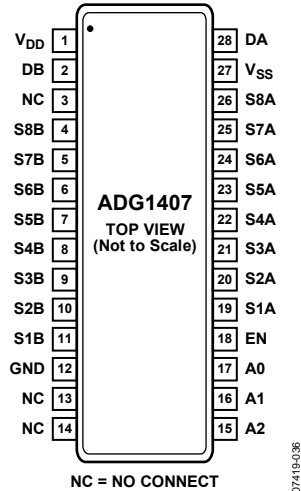 VDD 1
DB 2
NC 3
S8B 4
S7B 5
S6B 6
S5B 7
S4B 8
S3B 9
S2B 10
S1B 11
GND 12
NC 13
NC 14
ADG1407
TOP VIEW
(Not to Scale)
28 DA
27 VSS
26 S8A
25 S7A
24 S6A
23 S5A
22 S4A
21 S3A
20 S2A
19 S1A
18 EN
17 A0
16 A1
15 A2
NC = NO CONNECT
07419-036